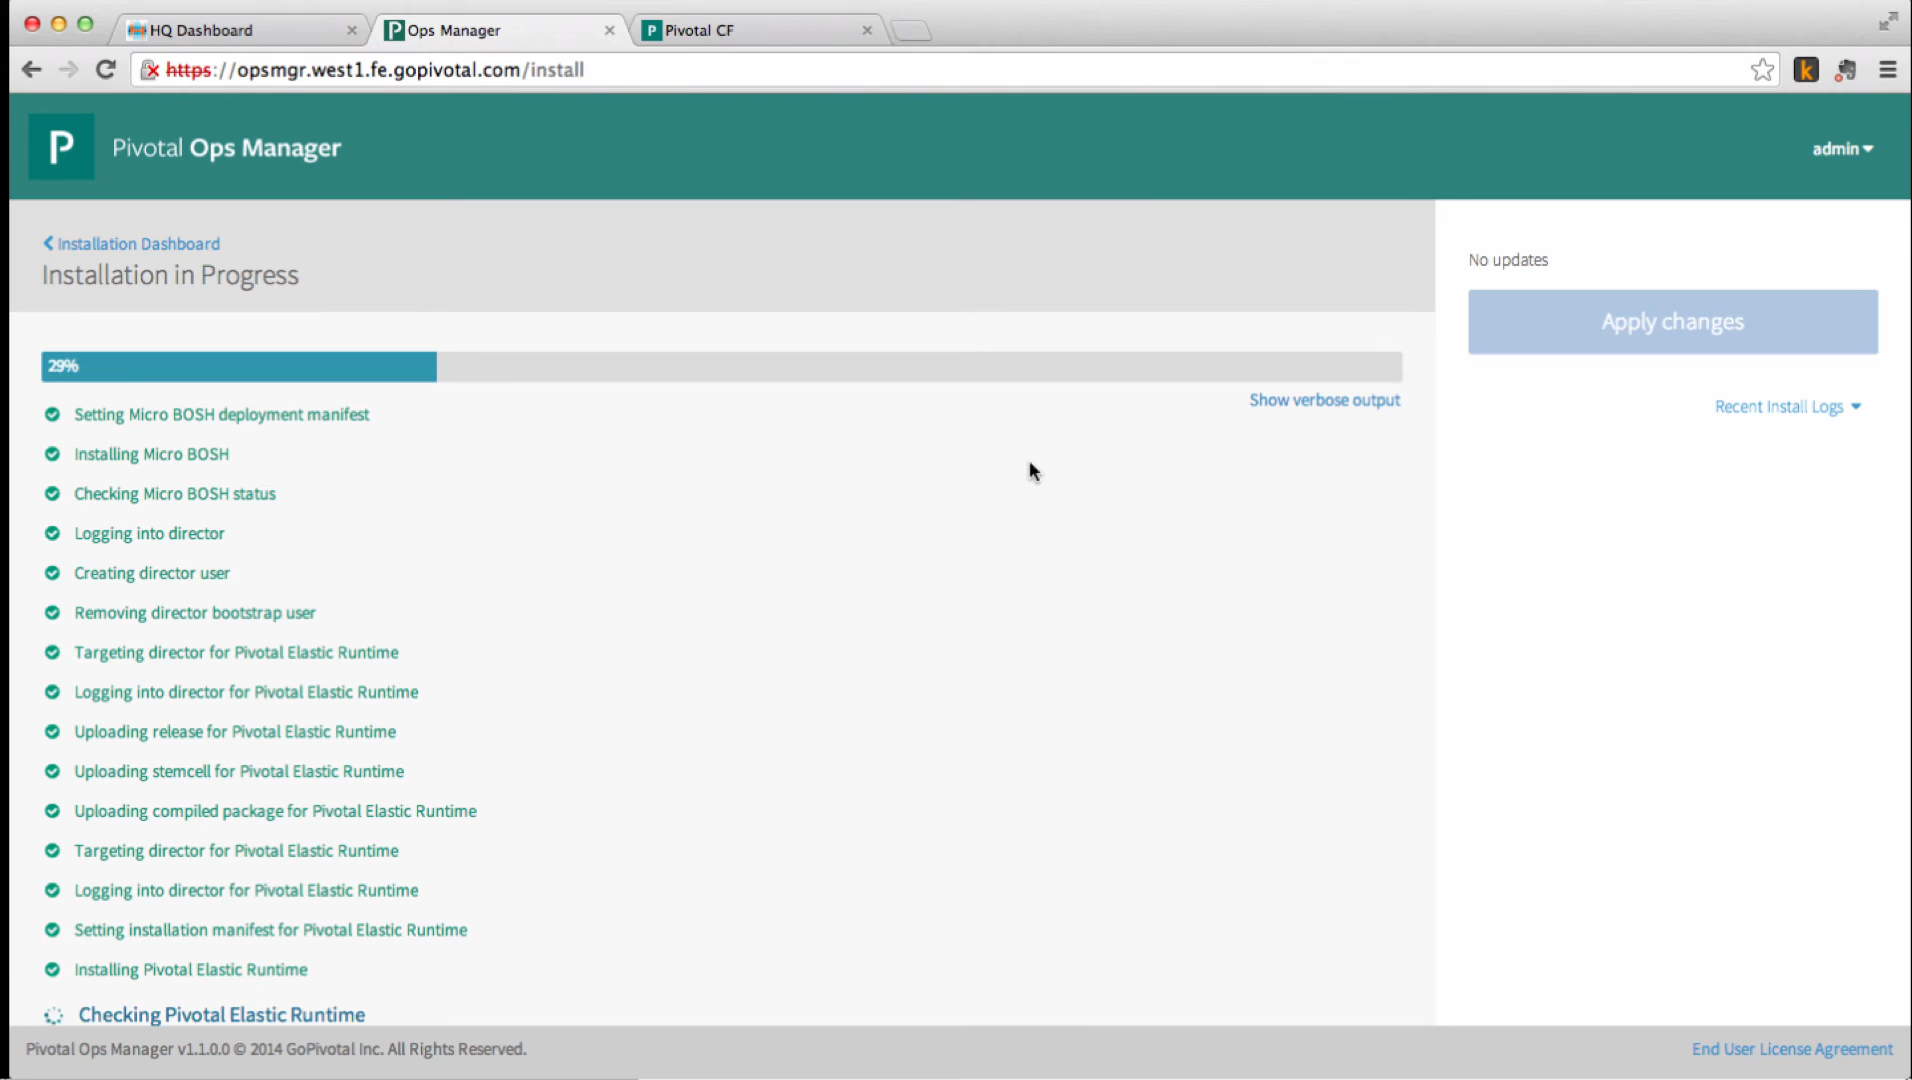 HQ Dashboard
Ops Manager
Pivotal CF
https://opsmgr.west1.fe.gopivotal.com/install
k
P
Pivotal Ops Manager
admin
Installation Dashboard
Installation in Progress
No updates
Apply changes
29%
Show verbose output
Recent Install Logs
Setting Micro BOSH deployment manifest
Installing Micro BOSH
Checking Micro BOSH status
Logging into director
Creating director user
Removing director bootstrap user
Targeting director for Pivotal Elastic Runtime
Logging into director for Pivotal Elastic Runtime
Uploading release for Pivotal Elastic Runtime
Uploading stemcell for Pivotal Elastic Runtime
Uploading compiled package for Pivotal Elastic Runtime
Targeting director for Pivotal Elastic Runtime
Logging into director for Pivotal Elastic Runtime
Setting installation manifest for Pivotal Elastic Runtime
Installing Pivotal Elastic Runtime
Checking Pivotal Elastic Runtime
Pivotal Ops Manager v1.1.0.0 © 2014 GoPivotal Inc. All Rights Reserved.
End User License Agreement